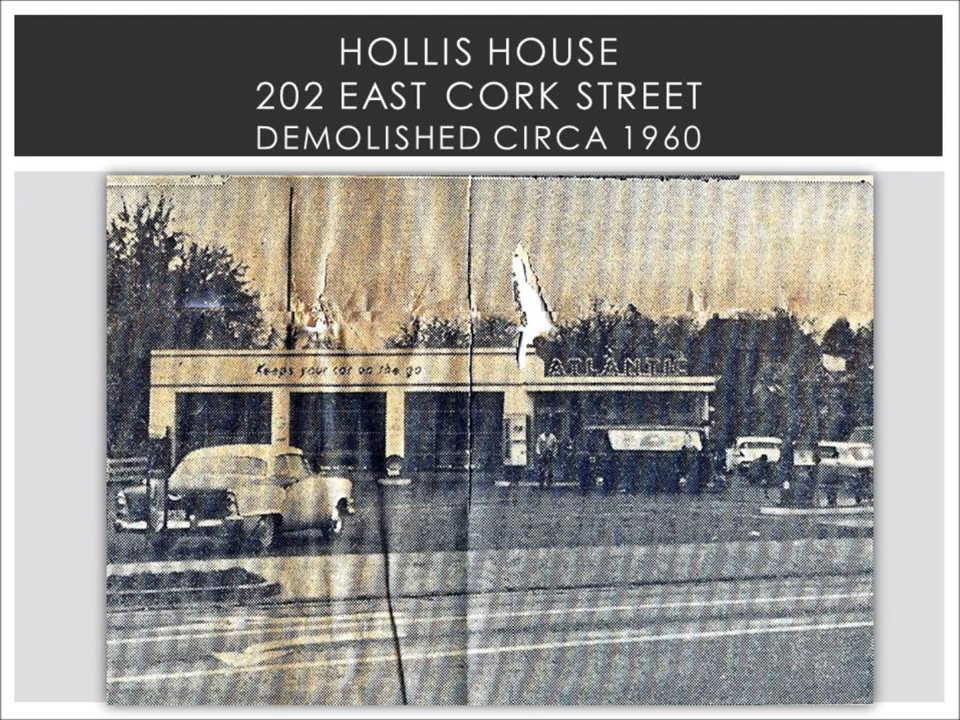 HOLLIS HOUSE
202 EAST CORK STREET
DEMOLISHED CIRCA 1960
Keeps your car on the go
ATLANTIC